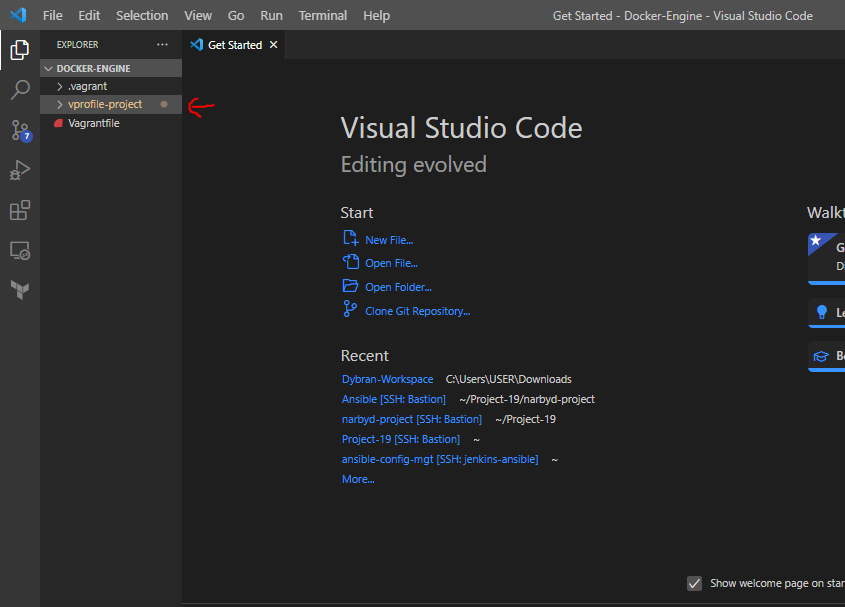 File Edit Selection View Go Run Terminal Help
Get Started - Docker-Engine - Visual Studio Code
EXPLORER ...
DOCKER-ENGINE
.vagrant
vprofile-project
Vagrantfile
7
Get Started
Visual Studio Code
Editing evolved
Start
New File...
Open File...
Open Folder...
Clone Git Repository...
Recent
Dybran-Workspace C:\Users\USER\Downloads
Ansible [SSH: Bastion] ~/Project-19/narbyd-project
narbyd-project [SSH: Bastion] ~/Project-19
Project-19 [SSH: Bastion] ~
ansible-config-mgt [SSH: jenkins-ansible] ~
More...
Show welcome page on star
Walkt
G
Di
Le
Bo